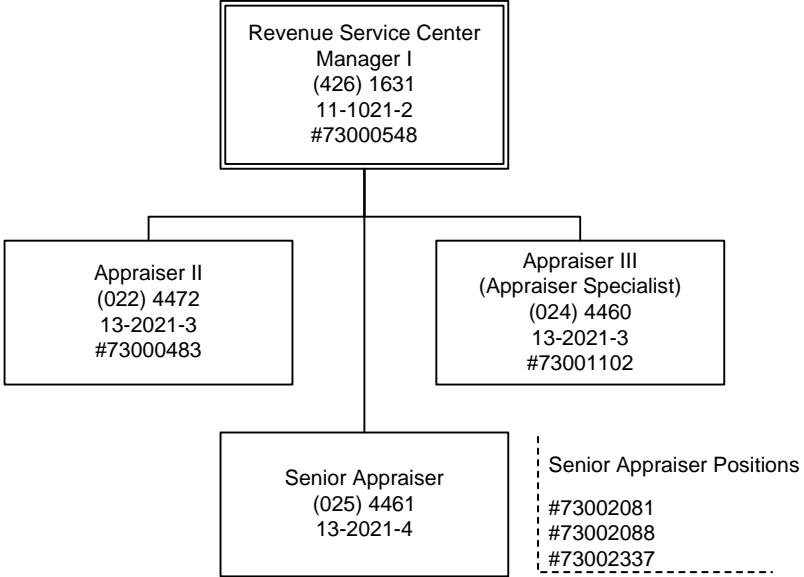 Revenue Service Center
Manager I
(426) 1631
11-1021-2
#73000548
Appraiser II
(022) 4472
13-2021-3
#73000483
Appraiser III
(Appraiser Specialist)
(024) 4460
13-2021-3
#73001102
Senior Appraiser
(025) 4461
13-2021-4
Senior Appraiser Positions
#73002081
#73002088
#73002337